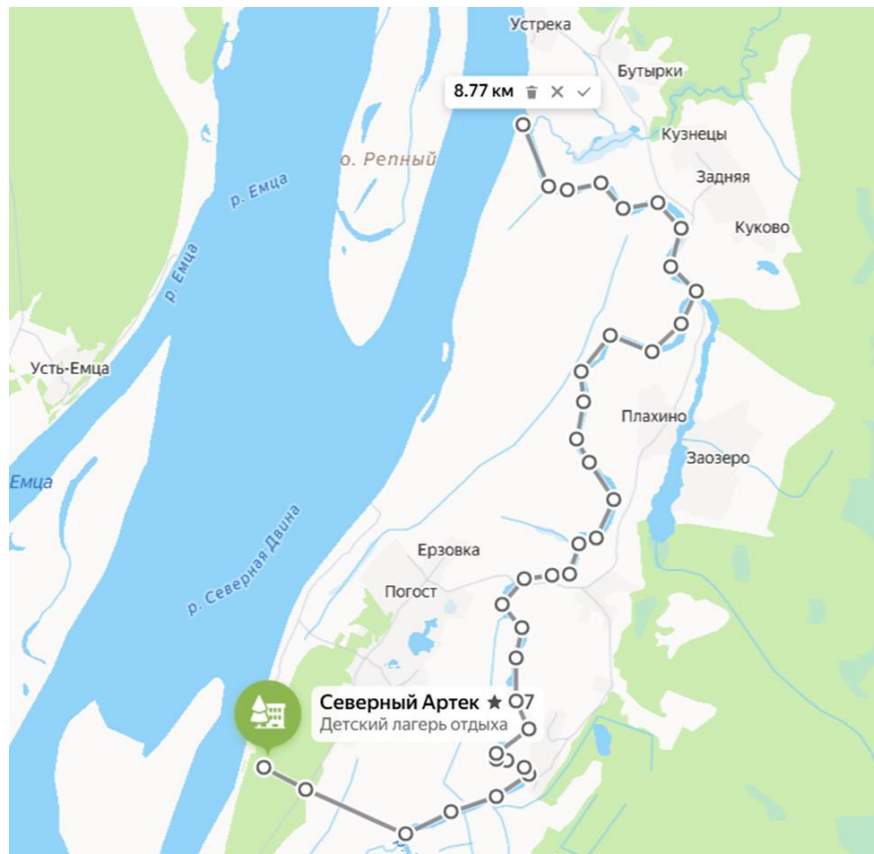 Устрека
Бутырки
8.77 км
Кузнецы
о. Репный
Задняя
р. Емца
Куково
р. Емца
Усть-Емца
Плахино
Заозеро
Емца
р. Северная Двина
Ерзовка
Погост
Северный Артек ★ 7
Детский лагерь отдыха